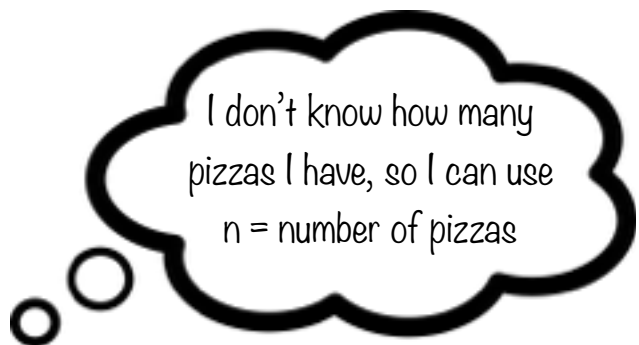 I don't know how many
pizzas I have, so I can use
n = number of pizzas